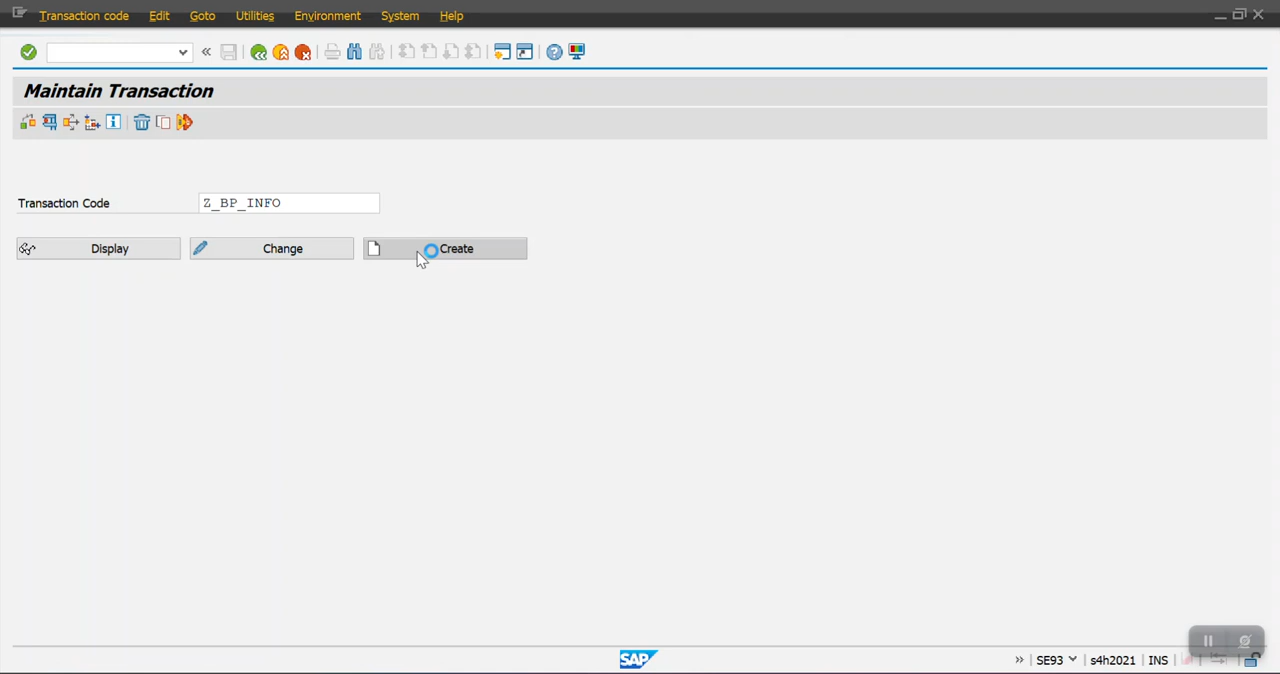 Transaction code Edit Goto Utilities Environment System Help
Maintain Transaction
Transaction Code Z_BP_INFO
Display Change Create
SAP
» SE93 s4h2021 INS